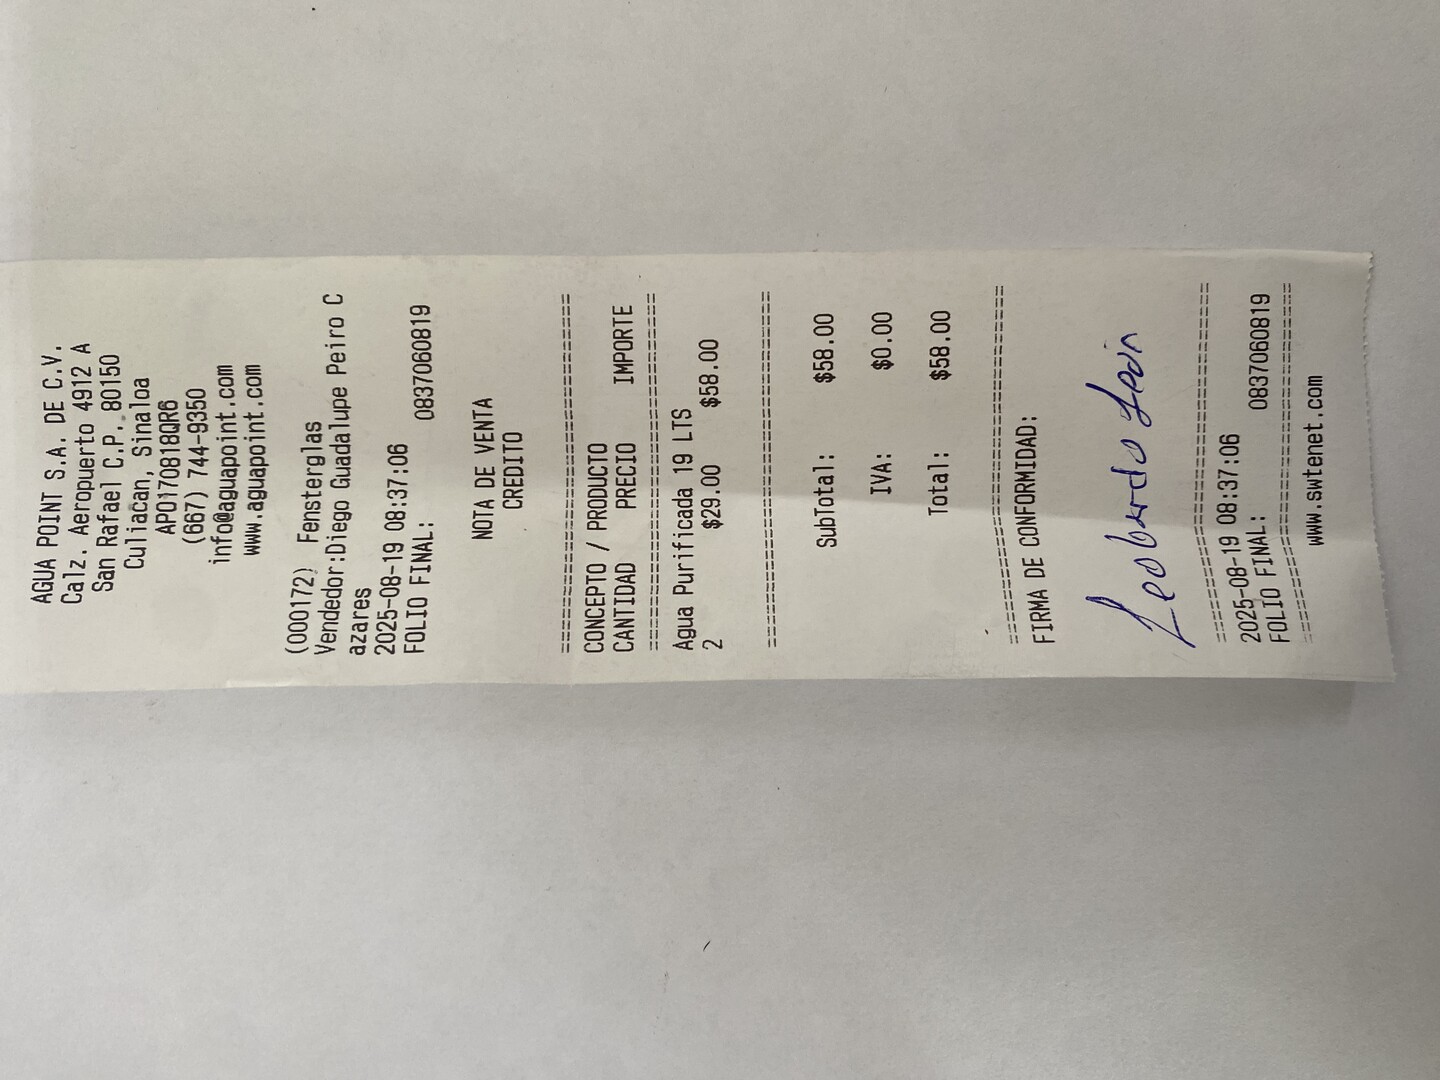 AGUA POINT S.A. DE C.V.
Calz. Aeropuerto 4912 A
San Rafael C.P. 80150
Culiacan, Sinaloa
APO170818QR6
(667) 744-9350
info@aguapoint.com
www.aguapoint.com
(000172) Fensterglas
Vendedor:Diego Guadalupe Peiro C
azares
2025-08-19 08:37:06
FOLIO FINAL: 0837060819
NOTA DE VENTA
CREDITO
================================
CONCEPTO / PRODUCTO
CANTIDAD PRECIO IMPORTE
================================
Agua Purificada 19 LTS
2 $29.00 $58.00
================================
SubTotal: $58.00
IVA: $0.00
Total: $58.00
================================
FIRMA DE CONFORMIDAD:
Leobardo León
================================
2025-08-19 08:37:06
FOLIO FINAL: 0837060819
================================
www.swtenet.com